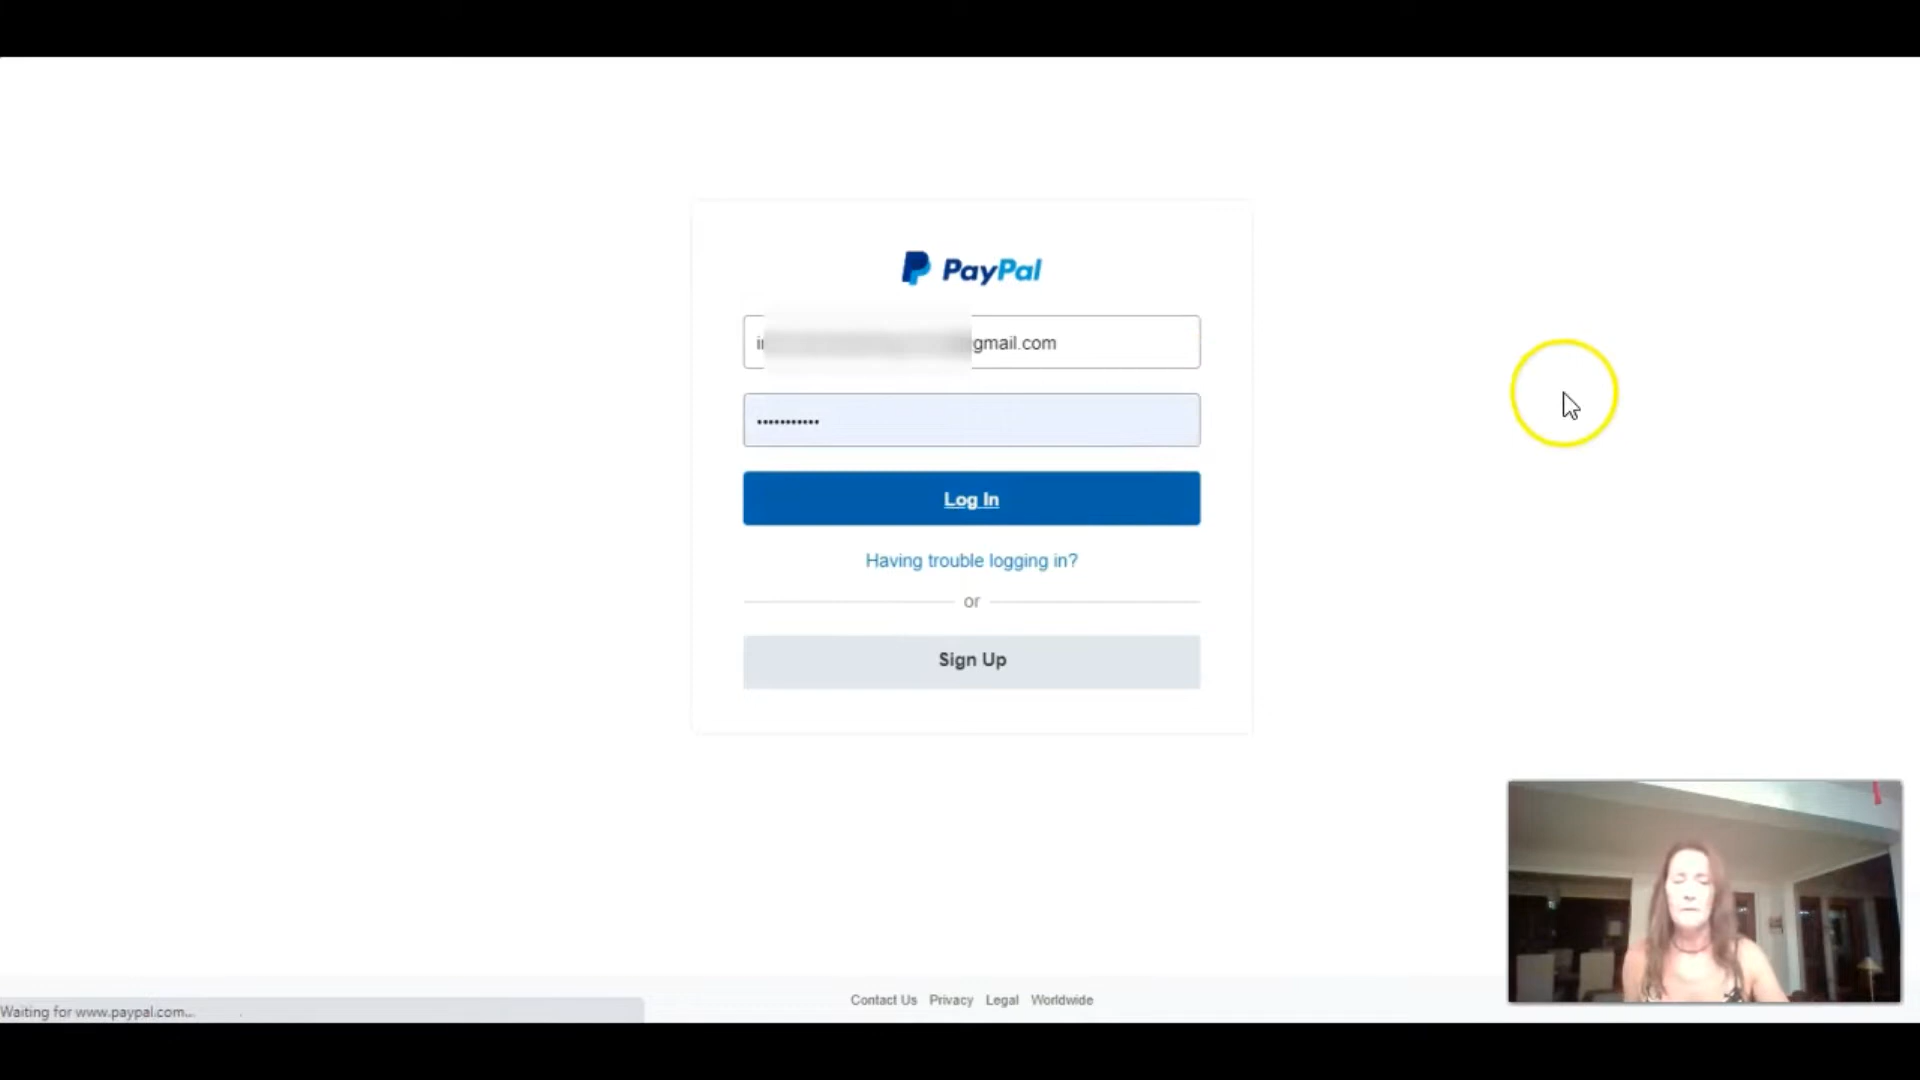 PayPal
@gmail.com
•••••••••••
Log In
Having trouble logging in?
or
Sign Up
Contact Us Privacy Legal Worldwide
Waiting for www.paypal.com...